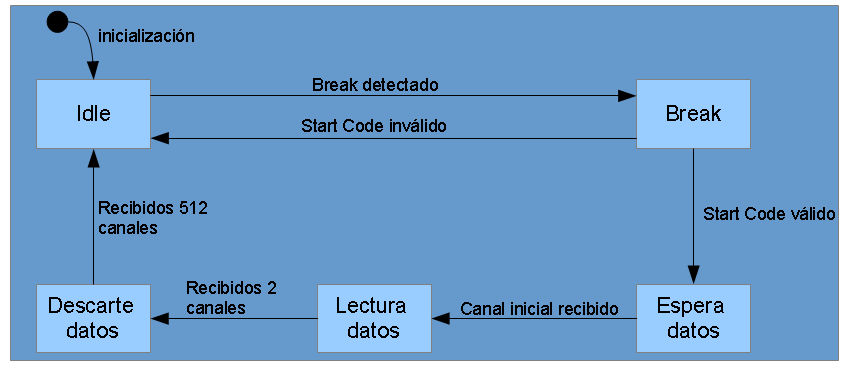 inicialización
Break detectado
Idle
Break
Start Code inválido
Recibidos 512
canales
Start Code válido
Descarte
datos
Recibidos 2
canales
Lectura
datos
Canal inicial recibido
Espera
datos